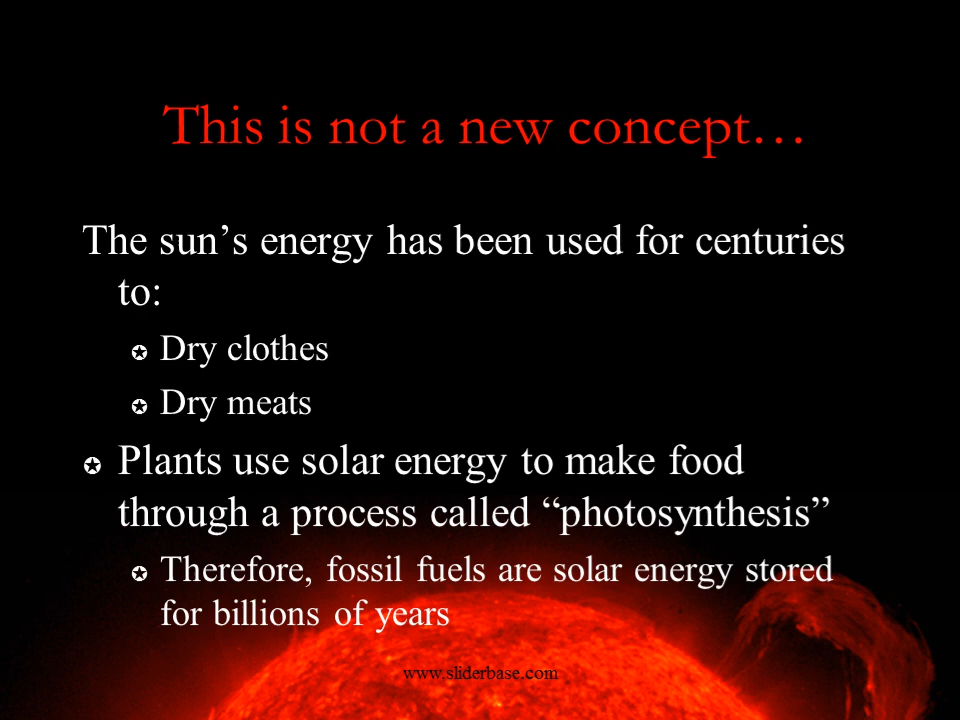 This is not a new concept…
The sun’s energy has been used for centuries
to:
✪ Dry clothes
✪ Dry meats
✪ Plants use solar energy to make food
through a process called “photosynthesis”
✪ Therefore, fossil fuels are solar energy stored
for billions of years
www.sliderbase.com